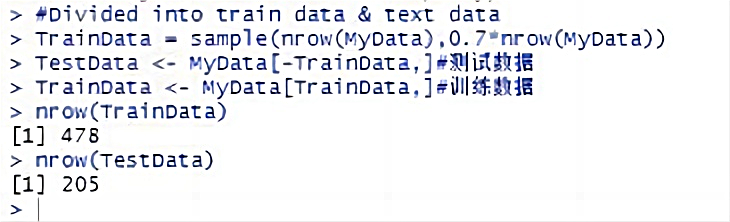 > #Divided into train data & text data
> TrainData = sample(nrow(MyData),0.7*nrow(MyData))
> TestData <- MyData[-TrainData,]#测试数据
> TrainData <- MyData[TrainData,]#训练数据
> nrow(TrainData)
[1] 478
> nrow(TestData)
[1] 205
>